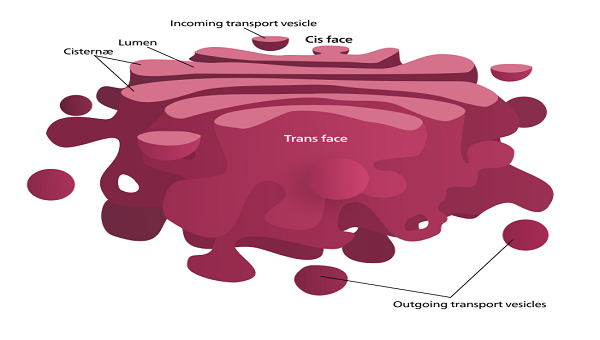 Incoming transport vesicle
Cis face
Lumen
Cisternæ
Trans face
Outgoing transport vesicles